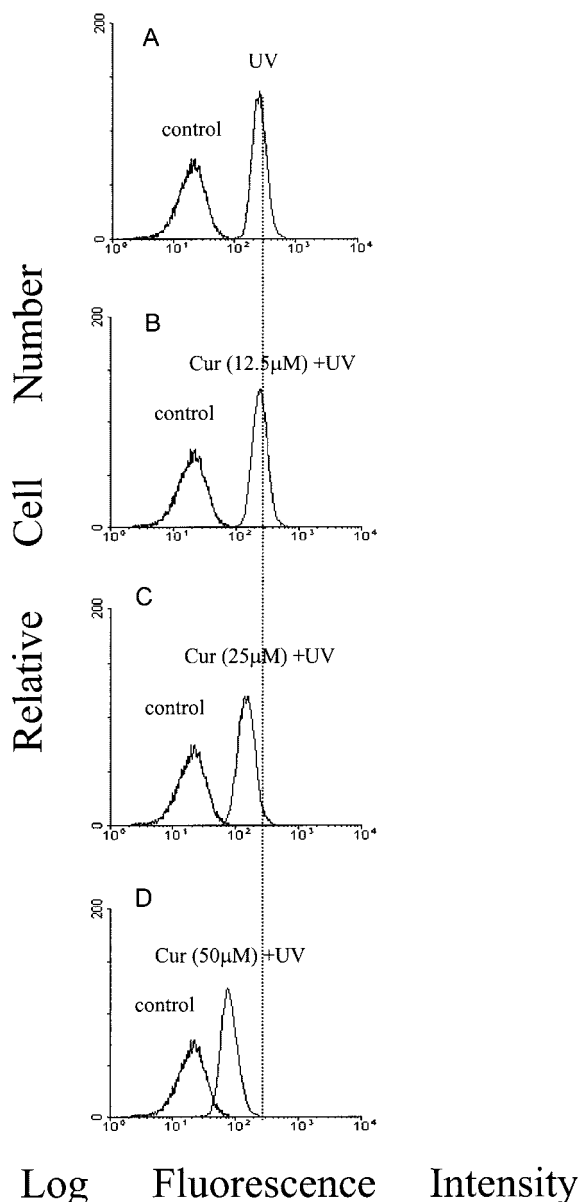 200
A
UV
control
0
10⁰ 10¹ 10² 10³ 10⁴
200
B
Cur (12.5μM) +UV
control
0
10⁰ 10¹ 10² 10³ 10⁴
200
C
Cur (25μM) +UV
control
0
10⁰ 10¹ 10² 10³ 10⁴
200
D
Cur (50μM) +UV
control
0
10⁰ 10¹ 10² 10³ 10⁴
Relative Cell Number
Log Fluorescence Intensity